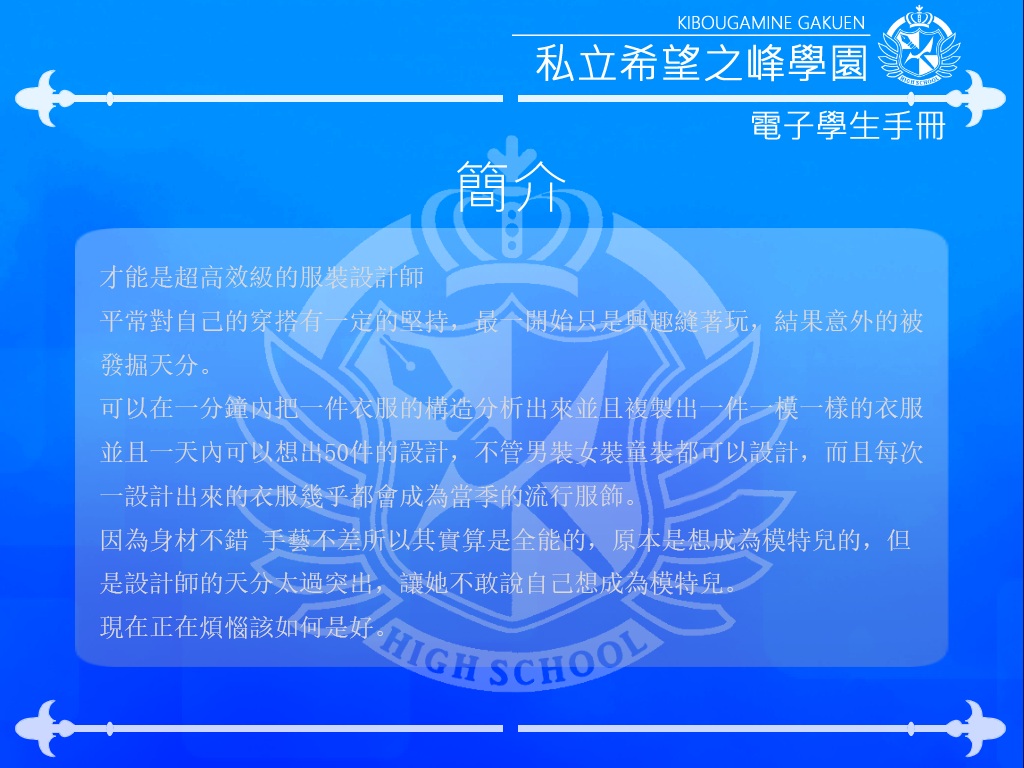 KIBOUGAMINE GAKUEN
私立希望之峰學園
HIGH SCHOOL
電子學生手冊
簡介
才能是超高效級的服裝設計師
平常對自己的穿搭有一定的堅持，最一開始只是興趣縫著玩，結果意外的被
發掘天分。
可以在一分鐘內把一件衣服的構造分析出來並且複製出一件一模一樣的衣服
並且一天內可以想出50件的設計，不管男裝女裝童裝都可以設計，而且每次
一設計出來的衣服幾乎都會成為當季的流行服飾。
因為身材不錯 手藝不差所以其實算是全能的，原本是想成為模特兒的，但
是設計師的天分太過突出，讓她不敢說自己想成為模特兒。
現在正在煩惱該如何是好。
HIGH SCHOOL